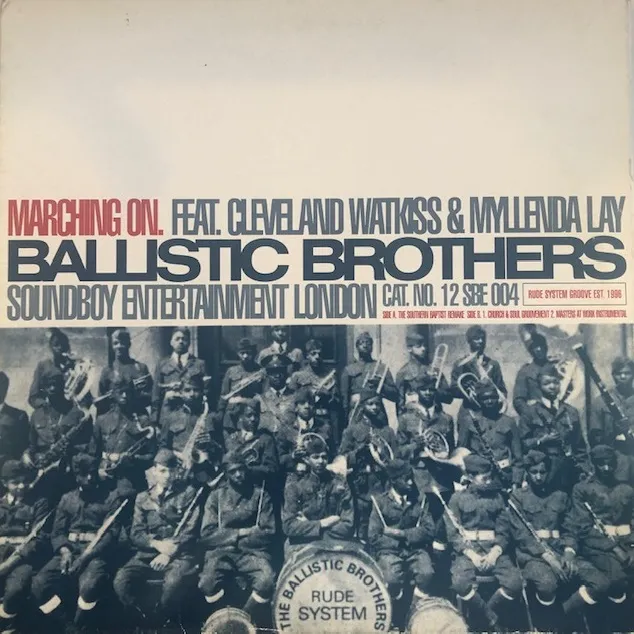 MARCHING ON. FEAT. CLEVELAND WATKISS & MYLLENDA LAY
BALLISTIC BROTHERS
SOUNDBOY ENTERTAINMENT LONDON CAT. NO. 12 SBE 004
RUDE SYSTEM GROOVE EST. 1996
SIDE A. THE SOUTHERN BAPTIST REMAKE SIDE B. 1. CHURCH & SOUL GROOVEMENT 2. MASTERS AT WORK INSTRUMENTAL
THE BALLISTIC BROTHERS
RUDE
SYSTEM